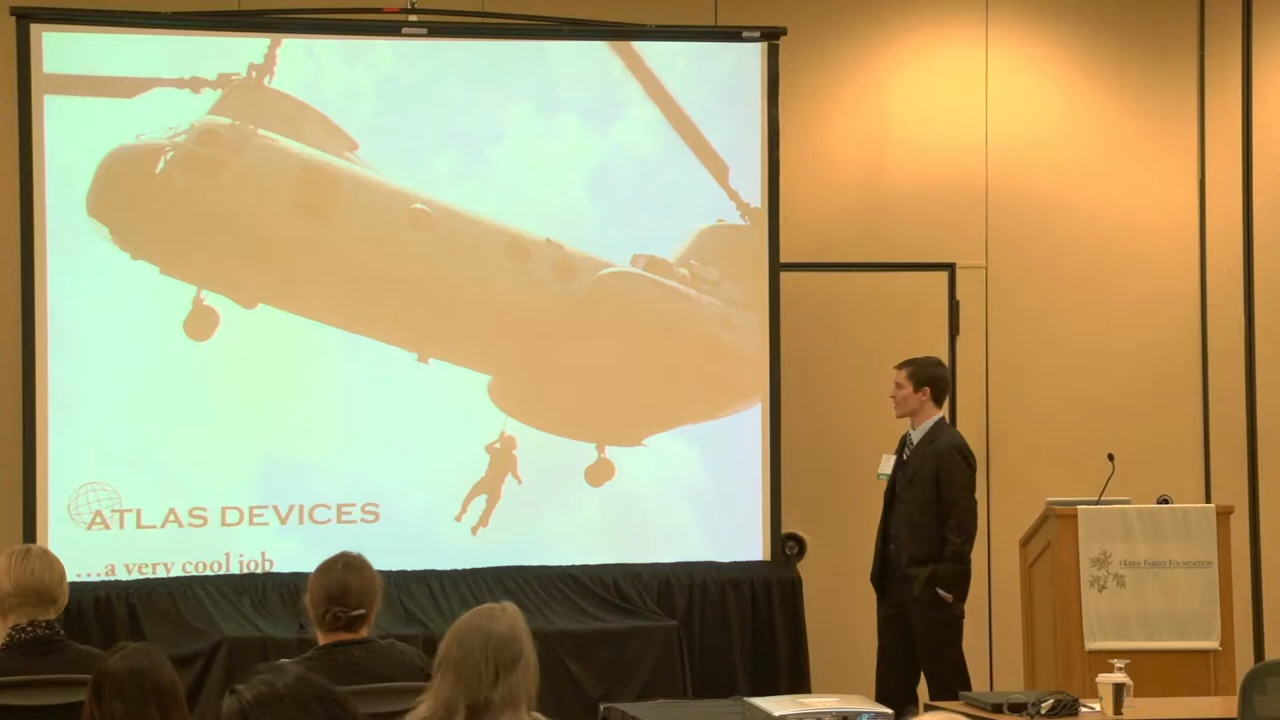 ATLAS DEVICES
...a very cool job
Kern Family Foundation